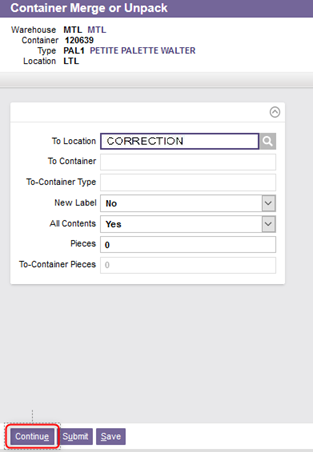 Container Merge or Unpack
Warehouse MTL MTL
Container 120639
Type PAL1 PETITE PALETTE WALTER
Location LTL
To Location CORRECTION
To Container
To-Container Type
New Label No
All Contents Yes
Pieces 0
To-Container Pieces 0
Continue Submit Save